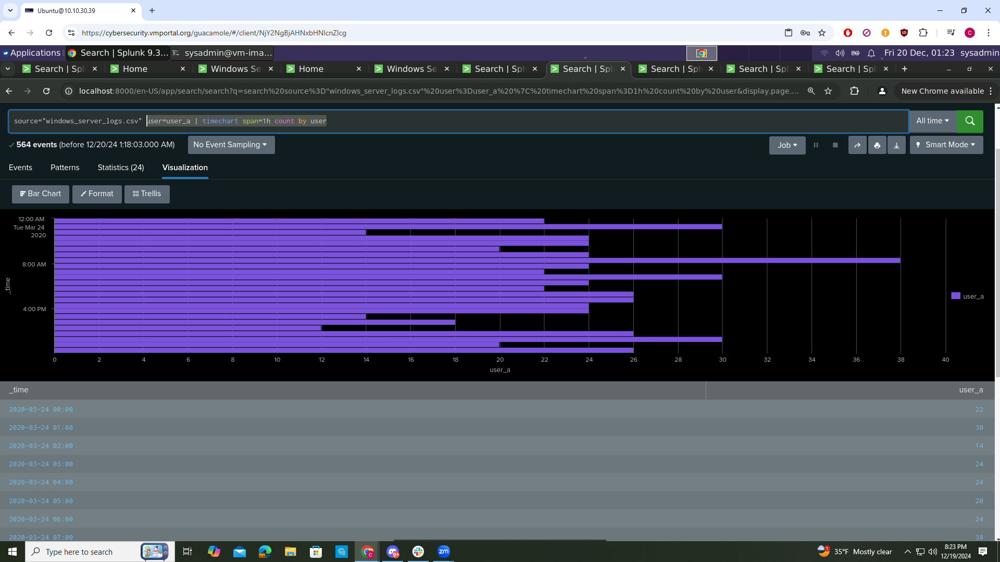 Ubuntu@10.10.30.39
https://cybersecurity.vmportal.org/guacamole/#/client/NjY2NgBjAHNxbHNlcnZlcg
C
Applications
Search | Splunk 9.3...
sysadmin@vm-ima...
Fri 20 Dec, 01:23 sysadmin
Search | Spl
Home
Windows Se
Home
Windows Se
Search | Spl
Search | Spl
Search | Spl
Search | Spl
Search | Spl
localhost:8000/en-US/app/search/search?q=search%20source%3D"windows_server_logs.csv"%20user%3Duser_a%20%7C%20timechart%20span%3D1h%20count%20by%20user&display.page....
New Chrome available
source="windows_server_logs.csv" user=user_a | timechart span=1h count by user
All time
✓ 564 events (before 12/20/24 1:18:03.000 AM)
No Event Sampling
Job
Smart Mode
Events
Patterns
Statistics (24)
Visualization
Bar Chart
Format
Trellis
12:00 AM
Tue Mar 24
2020
8:00 AM
4:00 PM
_time
0 2 4 6 8 10 12 14 16 18 20 22 24 26 28 30 32 34 36 38 40
user_a
user_a
_time user_a
2020-03-24 00:00 22
2020-03-24 01:00 30
2020-03-24 02:00 14
2020-03-24 03:00 24
2020-03-24 04:00 24
2020-03-24 05:00 20
2020-03-24 06:00 24
2020-03-24 07:00 38
Type here to search
C
9+
zm
1
35°F Mostly clear
8:23 PM
12/19/2024